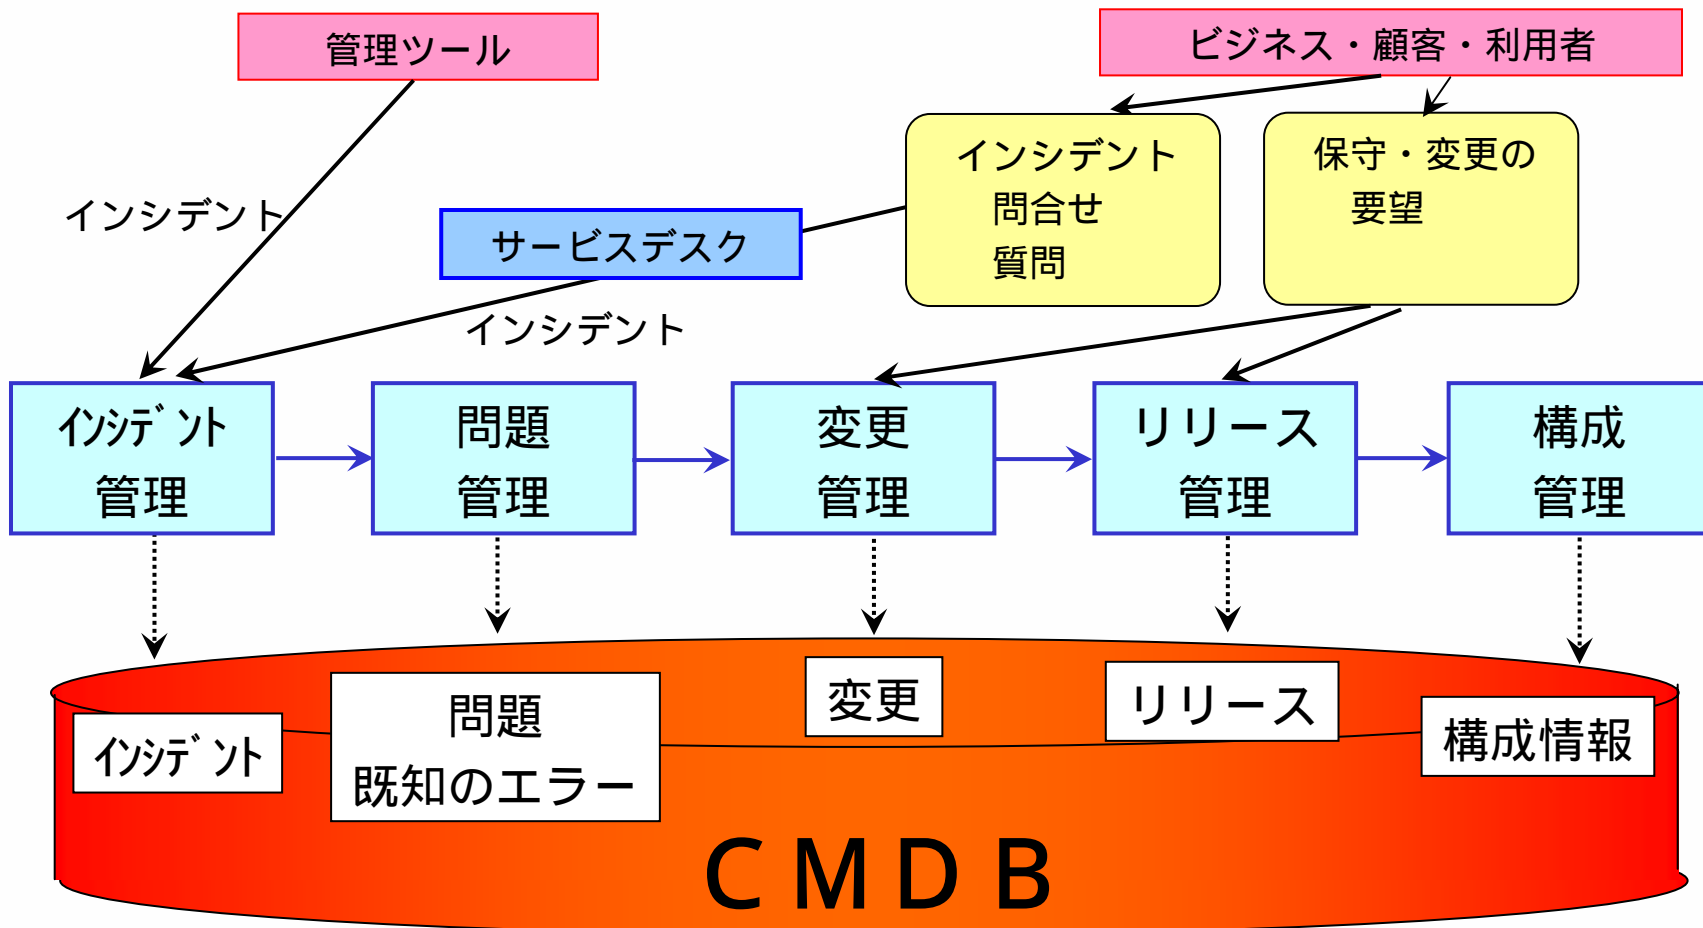 管理ツール
ビジネス・顧客・利用者
インシデント
問合せ
質問
保守・変更の
要望
インシデント
サービスデスク
インシデント
ｲﾝｼﾃﾞﾝﾄ
管理
問題
管理
変更
管理
リリース
管理
構成
管理
ｲﾝｼﾃﾞﾝﾄ
問題
既知のエラー
変更
リリース
構成情報
ＣＭＤＢ